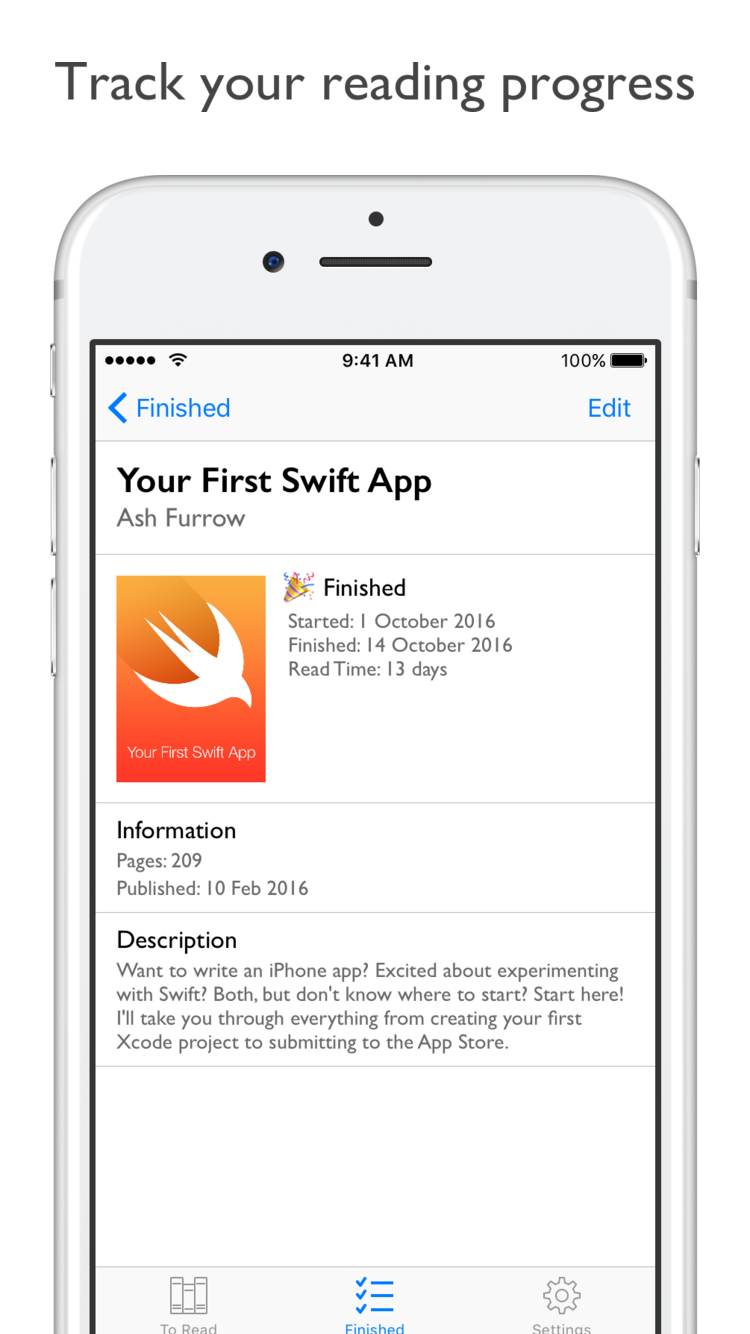 Track your reading progress
9:41 AM
100%
Finished
Edit
Your First Swift App
Ash Furrow
Finished
Started: 1 October 2016
Finished: 14 October 2016
Read Time: 13 days
Your First Swift App
Information
Pages: 209
Published: 10 Feb 2016
Description
Want to write an iPhone app? Excited about experimenting
with Swift? Both, but don't know where to start? Start here!
I'll take you through everything from creating your first
Xcode project to submitting to the App Store.
To Read
Finished
Settings